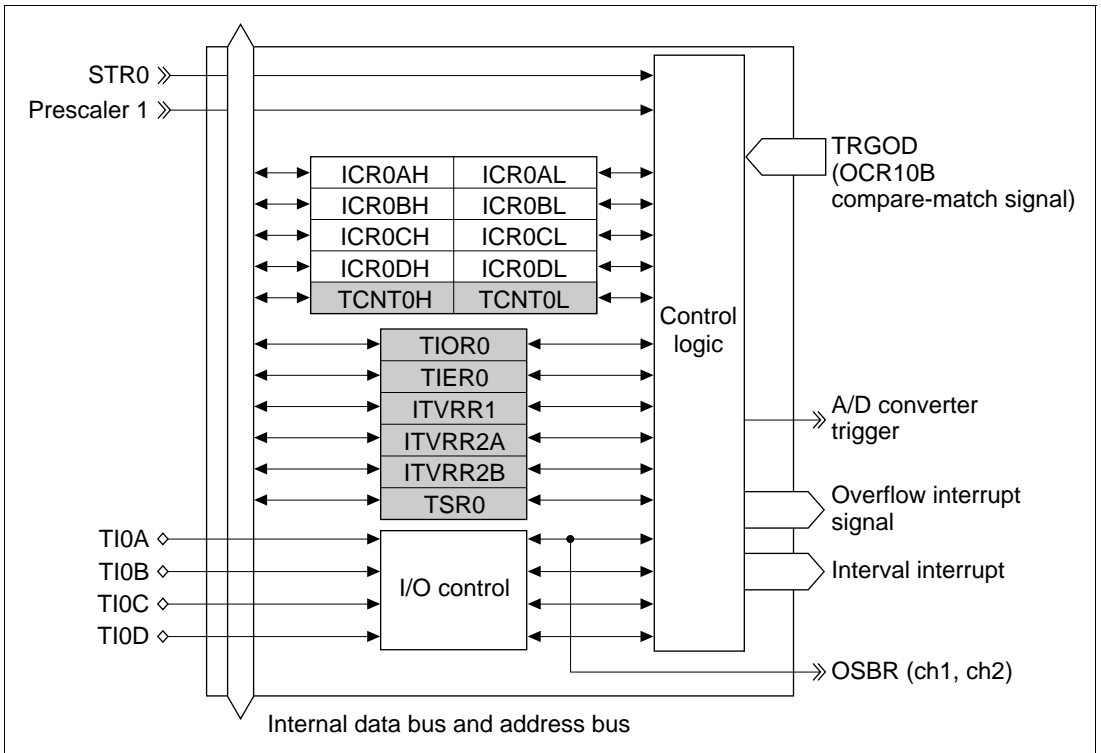 STR0
Prescaler 1
TRGOD
(OCR10B
compare-match signal)
ICR0AH ICR0AL
ICR0BH ICR0BL
ICR0CH ICR0CL
ICR0DH ICR0DL
TCNT0H TCNT0L
Control
logic
TIOR0
TIER0
ITVRR1
ITVRR2A
ITVRR2B
TSR0
A/D converter
trigger
Overflow interrupt
signal
Interval interrupt
TI0A
TI0B
TI0C
TI0D
I/O control
OSBR (ch1, ch2)
Internal data bus and address bus